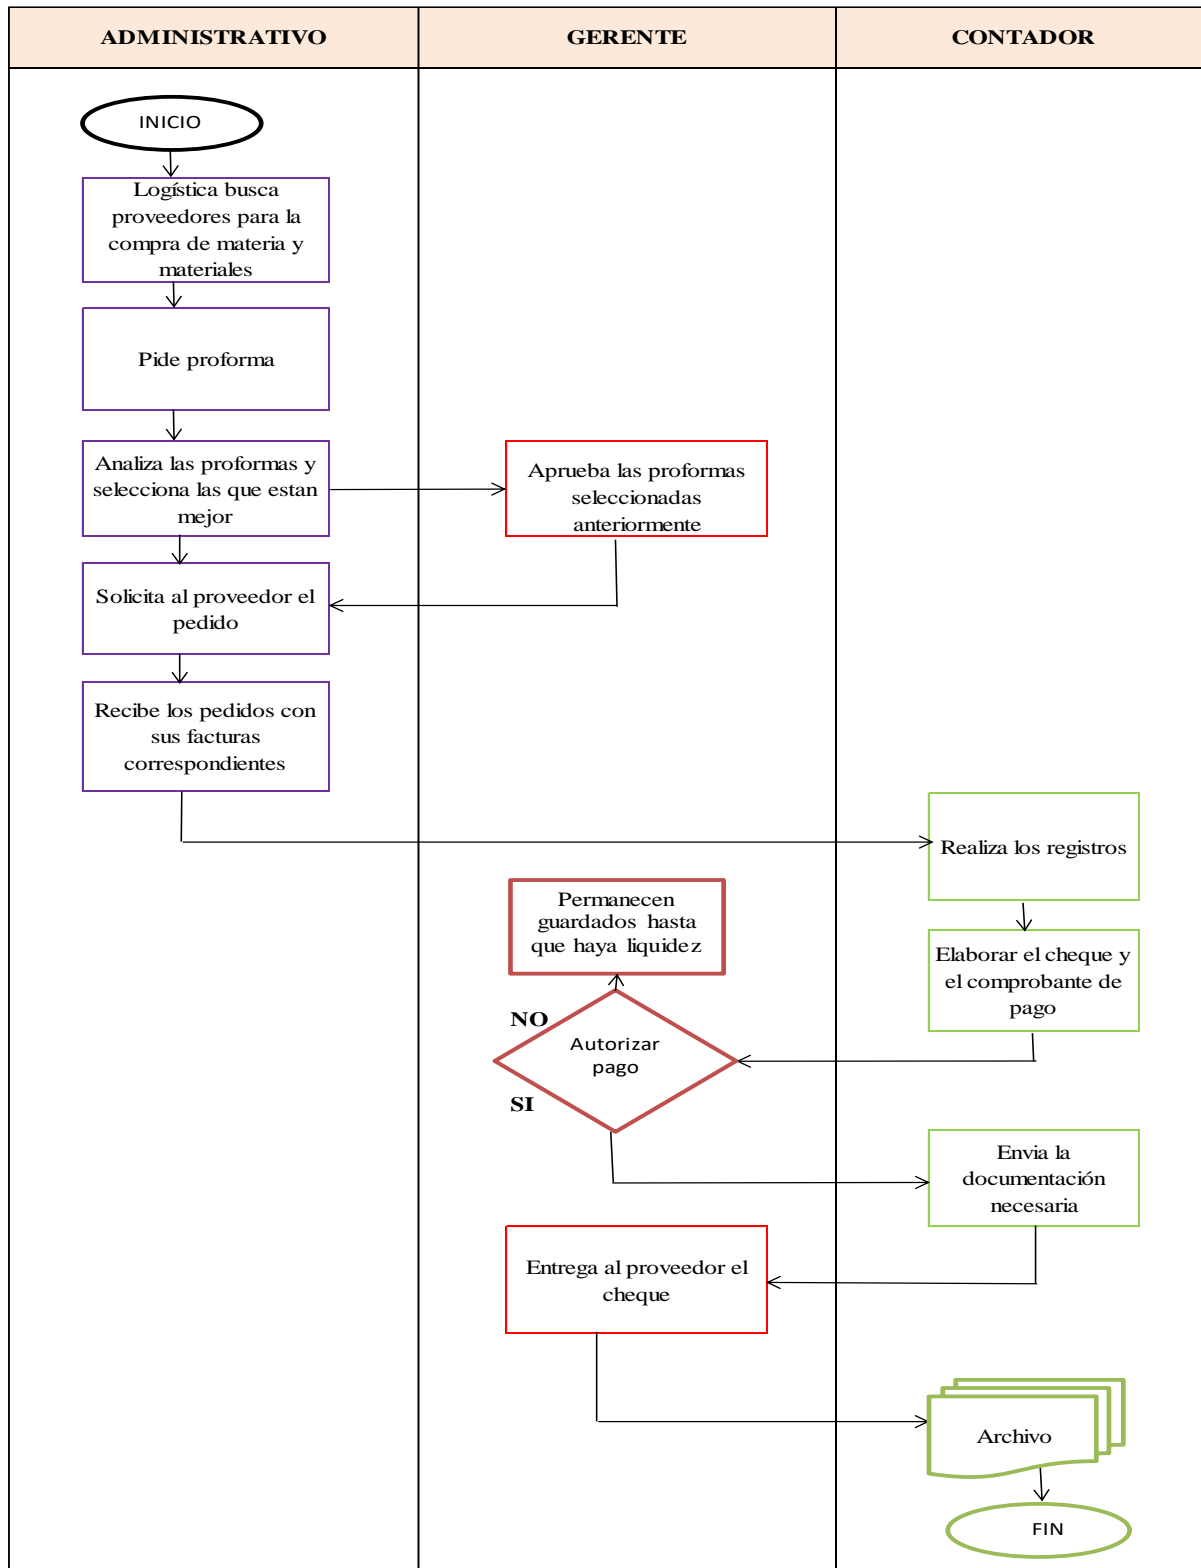 ADMINISTRATIVO
GERENTE
CONTADOR
INICIO
Logística busca
proveedores para la
compra de materia y
materiales
Pide proforma
Analiza las proformas y
selecciona las que estan
mejor
Aprueba las proformas
seleccionadas
anteriormente
Solicita al proveedor el
pedido
Recibe los pedidos con
sus facturas
correspondientes
Realiza los registros
Permanecen
guardados hasta
que haya liquidez
Elaborar el cheque y
el comprobante de
pago
NO
Autorizar
pago
SI
Envia la
documentación
necesaria
Entrega al proveedor el
cheque
Archivo
FIN